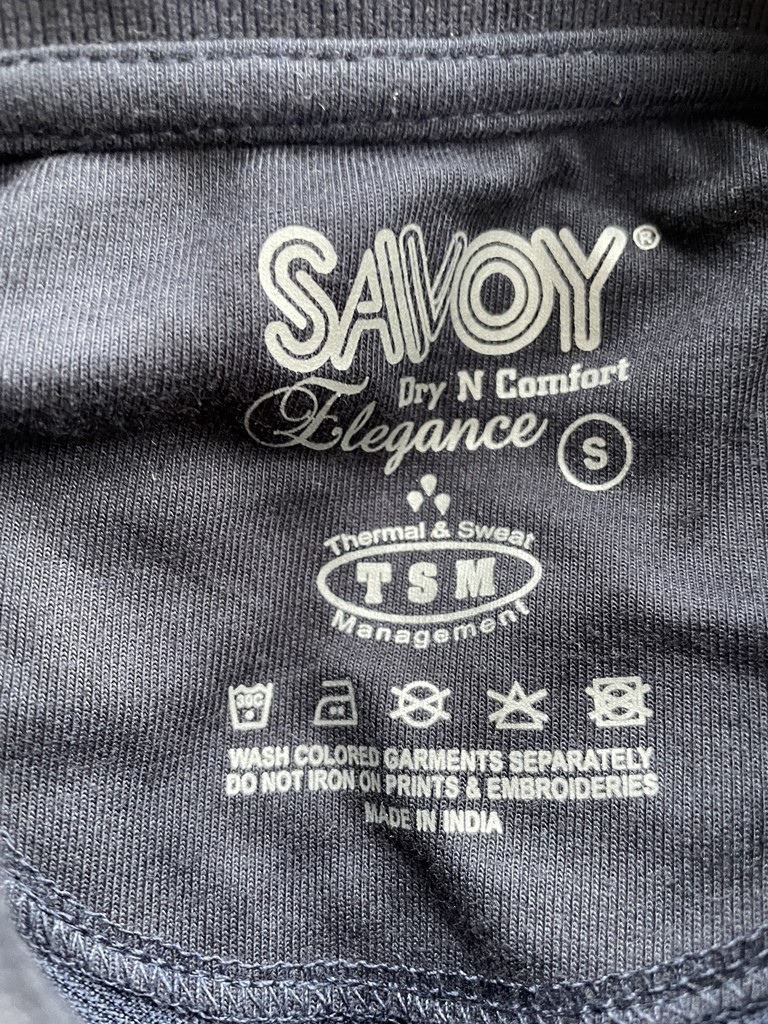 SAVOY®
Dry N Comfort
Elegance
S
Thermal & Sweat
TSM
Management
30C
WASH COLORED GARMENTS SEPARATELY
DO NOT IRON ON PRINTS & EMBROIDERIES
MADE IN INDIA